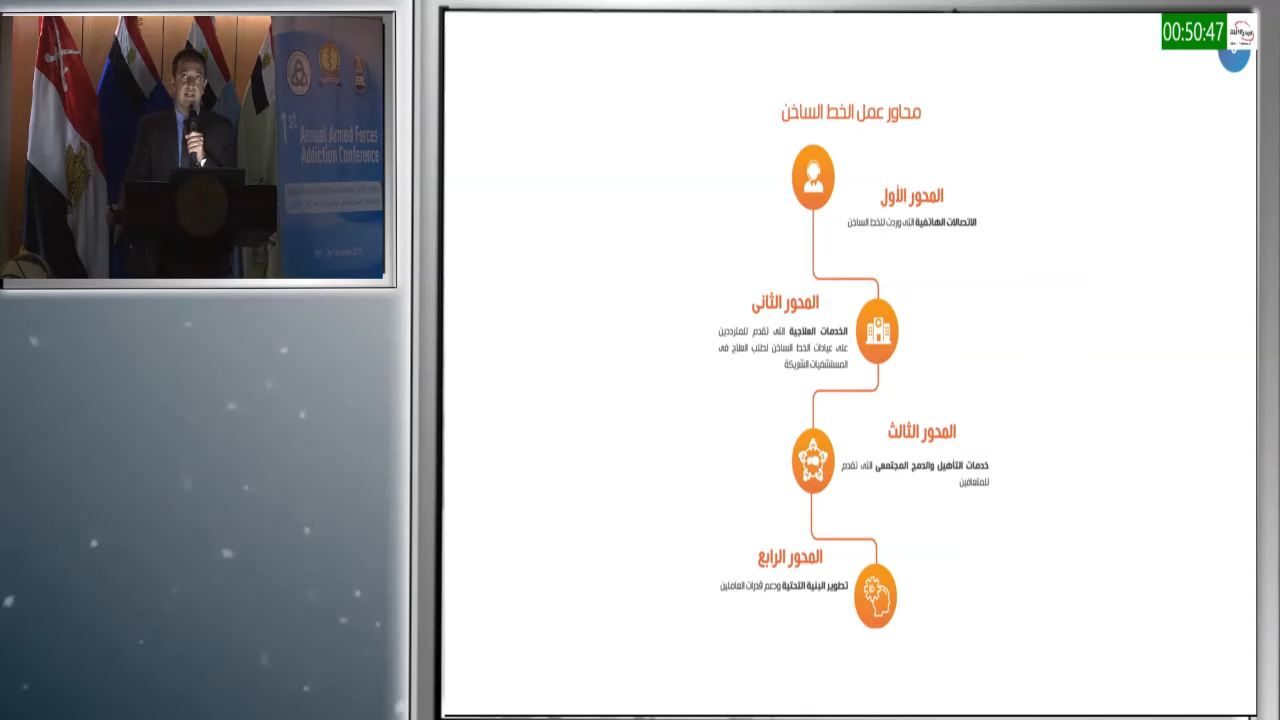 00:50:47
محاور عمل الخط الساخن
المحور الأول
الاتصالات الهاتفية التى وردت للخط الساخن
المحور الثانى
الخدمات العلاجية التى تقدم للمترددين
على عيادات الخط الساخن لطلب العلاج فى
المستشفيات الشريكة
المحور الثالث
خدمات التأهيل والدمج المجتمعى التى تقدم
للمتعافين
المحور الرابع
تطوير البنية التحتية ودعم قدرات العاملين
1st
Annual Armed Forces
Addiction Conference